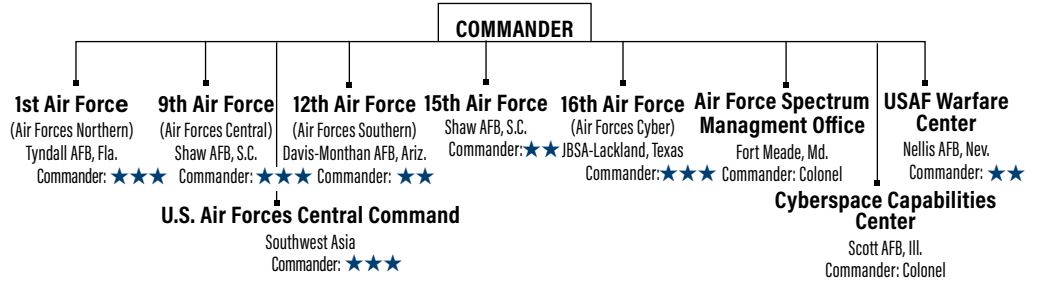 COMMANDER
1st Air Force
(Air Forces Northern)
Tyndall AFB, Fla.
Commander: ★★★
9th Air Force
(Air Forces Central)
Shaw AFB, S.C.
Commander: ★★★
12th Air Force
(Air Forces Southern)
Davis-Monthan AFB, Ariz.
Commander: ★★
15th Air Force
Shaw AFB, S.C.
Commander:★★
16th Air Force
(Air Forces Cyber)
JBSA-Lackland, Texas
Commander:★★★
Air Force Spectrum
Managment Office
Fort Meade, Md.
Commander: Colonel
USAF Warfare
Center
Nellis AFB, Nev.
Commander: ★★
U.S. Air Forces Central Command
Southwest Asia
Commander: ★★★
Cyberspace Capabilities
Center
Scott AFB, Ill.
Commander: Colonel